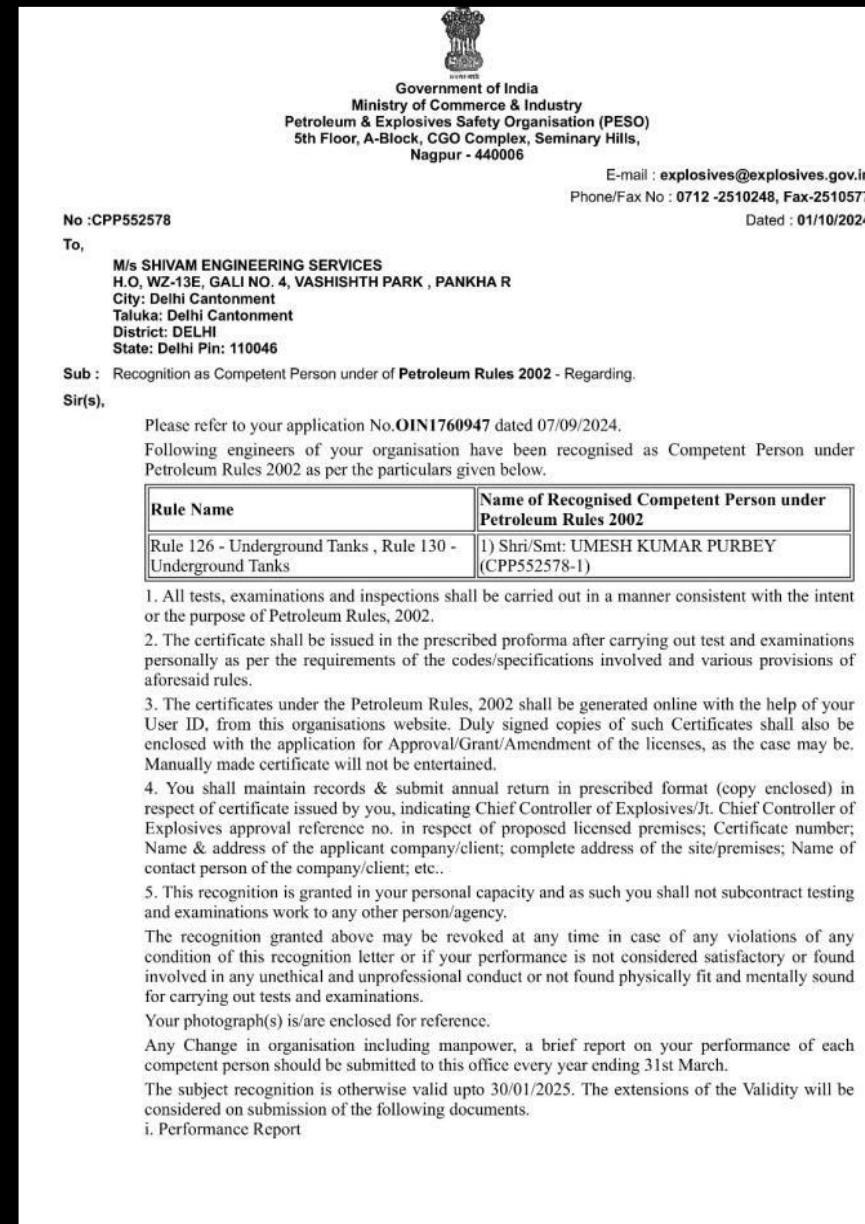 Government of India
Ministry of Commerce & Industry
Petroleum & Explosives Safety Organisation (PESO)
5th Floor, A-Block, CGO Complex, Seminary Hills,
Nagpur - 440006
E-mail : explosives@explosives.gov.in
Phone/Fax No : 0712 -2510248, Fax-2510577
No :CPP552578
Dated : 01/10/2024
To,
M/s SHIVAM ENGINEERING SERVICES
H.O, WZ-13E, GALI NO. 4, VASHISHTH PARK , PANKHA R
City: Delhi Cantonment
Taluka: Delhi Cantonment
District: DELHI
State: Delhi Pin: 110046
Sub : Recognition as Competent Person under of Petroleum Rules 2002 - Regarding.
Sir(s),
Please refer to your application No.OIN1760947 dated 07/09/2024.
Following engineers of your organisation have been recognised as Competent Person under
Petroleum Rules 2002 as per the particulars given below.
Rule Name
Name of Recognised Competent Person under
Petroleum Rules 2002
Rule 126 - Underground Tanks , Rule 130 -
Underground Tanks
1) Shri/Smt: UMESH KUMAR PURBEY
(CPP552578-1)
1. All tests, examinations and inspections shall be carried out in a manner consistent with the intent
or the purpose of Petroleum Rules, 2002.
2. The certificate shall be issued in the prescribed proforma after carrying out test and examinations
personally as per the requirements of the codes/specifications involved and various provisions of
aforesaid rules.
3. The certificates under the Petroleum Rules, 2002 shall be generated online with the help of your
User ID, from this organisations website. Duly signed copies of such Certificates shall also be
enclosed with the application for Approval/Grant/Amendment of the licenses, as the case may be.
Manually made certificate will not be entertained.
4. You shall maintain records & submit annual return in prescribed format (copy enclosed) in
respect of certificate issued by you, indicating Chief Controller of Explosives/Jt. Chief Controller of
Explosives approval reference no. in respect of proposed licensed premises; Certificate number;
Name & address of the applicant company/client; complete address of the site/premises; Name of
contact person of the company/client; etc..
5. This recognition is granted in your personal capacity and as such you shall not subcontract testing
and examinations work to any other person/agency.
The recognition granted above may be revoked at any time in case of any violations of any
condition of this recognition letter or if your performance is not considered satisfactory or found
involved in any unethical and unprofessional conduct or not found physically fit and mentally sound
for carrying out tests and examinations.
Your photograph(s) is/are enclosed for reference.
Any Change in organisation including manpower, a brief report on your performance of each
competent person should be submitted to this office every year ending 31st March.
The subject recognition is otherwise valid upto 30/01/2025. The extensions of the Validity will be
considered on submission of the following documents.
i. Performance Report